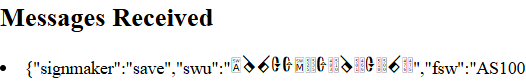 Messages Received
• {"signmaker":"save","swu":"","fsw":"AS100